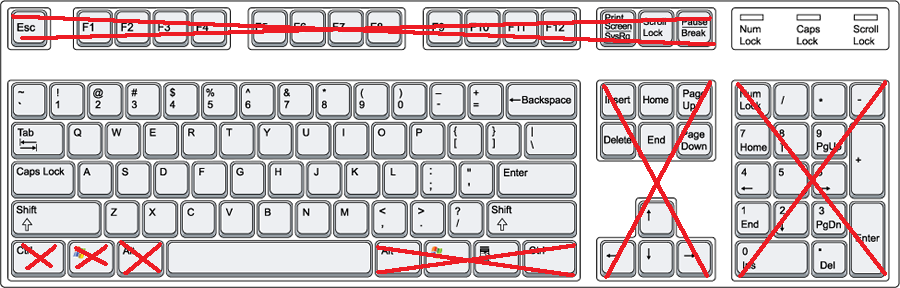 Esc F1 F2 F3 F4 F5 F6 F7 F8 F9 F10 F11 F12 Print Screen SysRq Scroll Lock Pause Break
Num Lock Caps Lock Scroll Lock
~ ` ! 1 @ 2 # 3 $ 4 % 5 ^ 6 & 7 * 8 ( 9 ) 0 – - + = ←Backspace Insert Home Page Up Num Lock / * -
Tab Q W E R T Y U I O P { [ } ] | \ Delete End Page Down 7 Home 8 ↑ 9 PgUp +
Caps Lock A S D F G H J K L : ; " ' Enter 4 ← 5 6 →
Shift Z X C V B N M < , > . ? / Shift ↑ 1 End 2 ↓ 3 PgDn Enter
Ctrl Alt Alt Ctrl ← ↓ → 0 Ins • Del